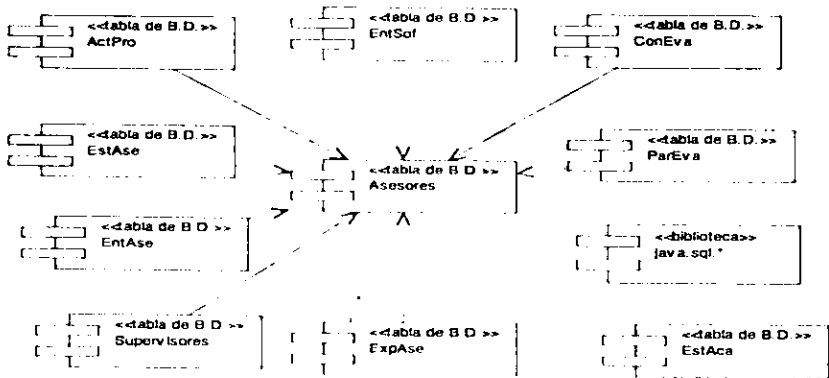 <<tabla de B.D.>>
ActPro
<<tabla de B.D.>>
EntSof
<<tabla de B.D.>>
ConEva
<<tabla de B.D.>>
EstAse
<<tabla de B.D.>>
Asesores
<<tabla de B.D.>>
ParEva
<<tabla de B.D.>>
EntAse
<<biblioteca>>
java.sql.*
<<tabla de B.D.>>
Supervisores
<<tabla de B.D.>>
ExpAse
<<tabla de B.D.>>
EstAca